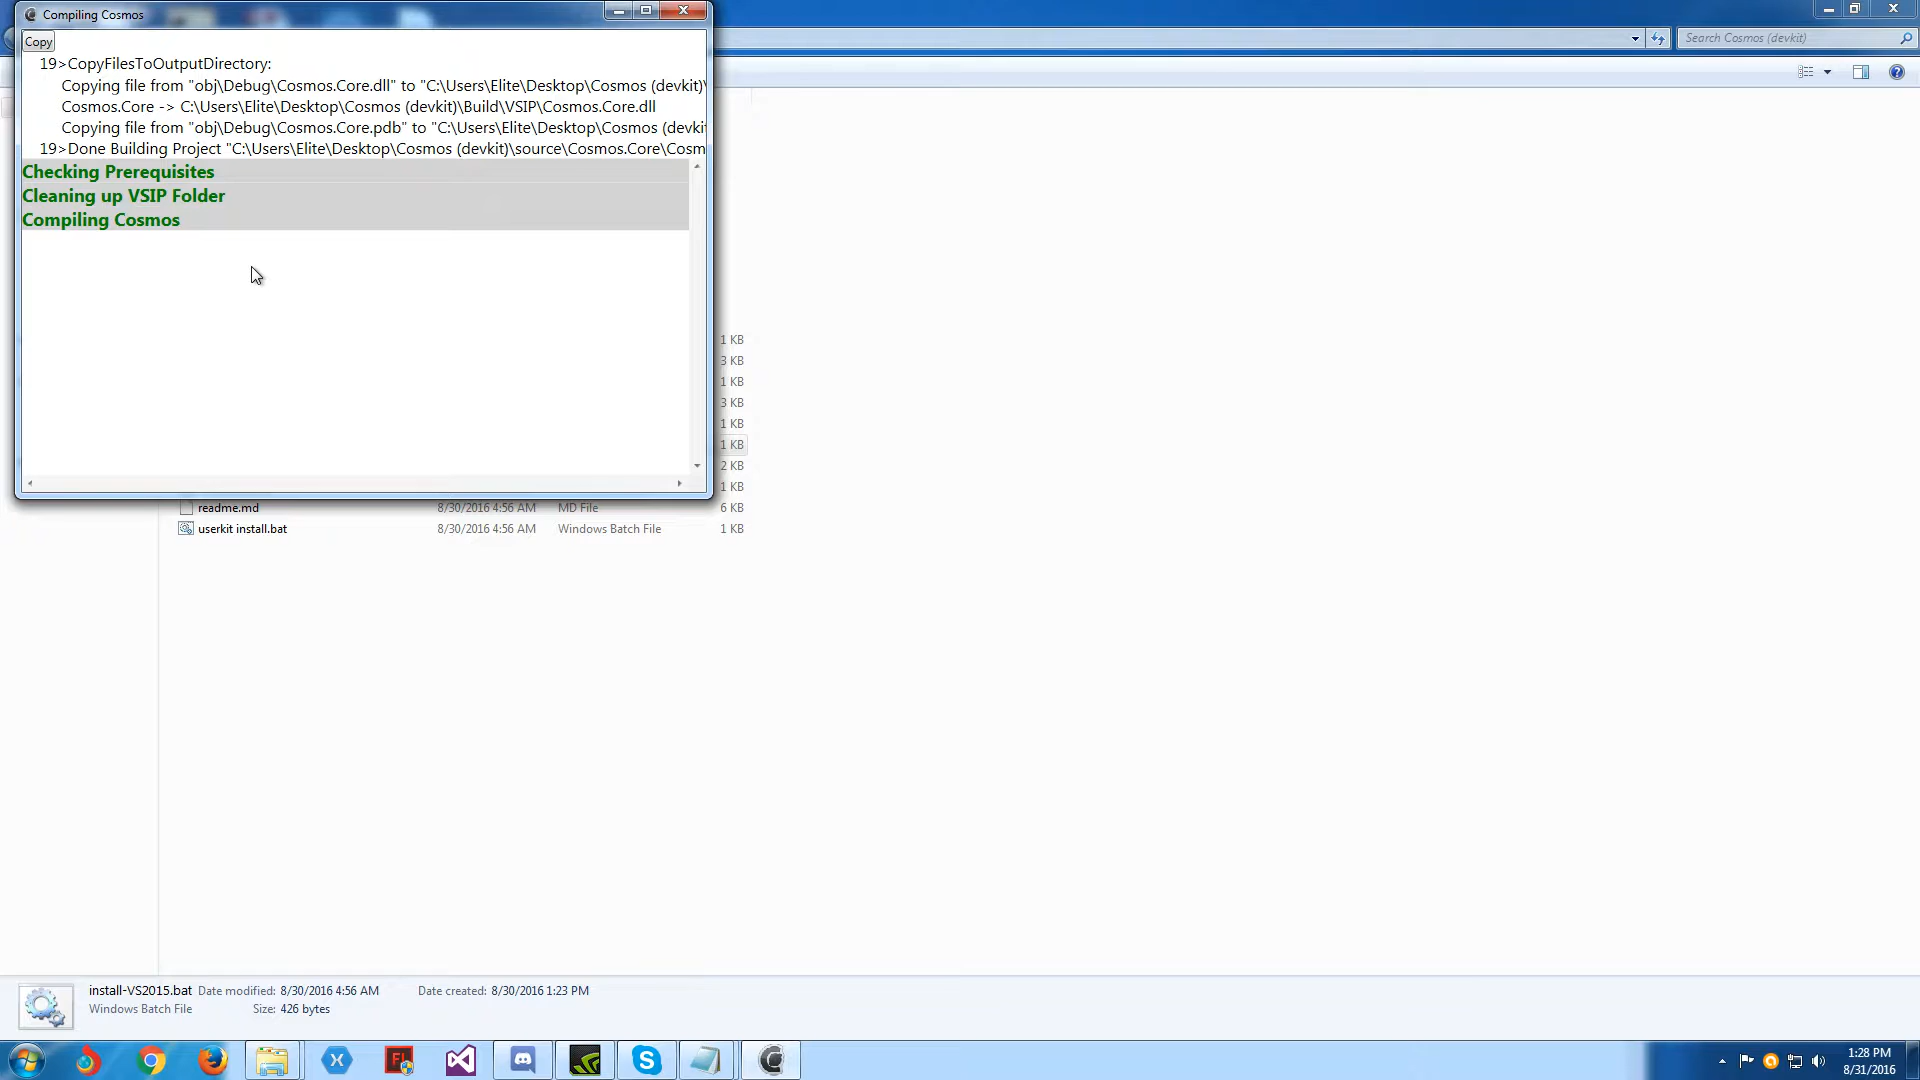 Compiling Cosmos
Copy
19>CopyFilesToOutputDirectory:
Copying file from "obj\Debug\Cosmos.Core.dll" to "C:\Users\Elite\Desktop\Cosmos (devkit)\
Cosmos.Core -> C:\Users\Elite\Desktop\Cosmos (devkit)\Build\VSIP\Cosmos.Core.dll
Copying file from "obj\Debug\Cosmos.Core.pdb" to "C:\Users\Elite\Desktop\Cosmos (devki
19>Done Building Project "C:\Users\Elite\Desktop\Cosmos (devkit)\source\Cosmos.Core\Cosm
Checking Prerequisites
Cleaning up VSIP Folder
Compiling Cosmos
Search Cosmos (devkit)
1 KB
3 KB
1 KB
3 KB
1 KB
1 KB
2 KB
1 KB
readme.md 8/30/2016 4:56 AM MD File 6 KB
userkit install.bat 8/30/2016 4:56 AM Windows Batch File 1 KB
install-VS2015.bat Date modified: 8/30/2016 4:56 AM Date created: 8/30/2016 1:23 PM
Windows Batch File Size: 426 bytes
1:28 PM
8/31/2016